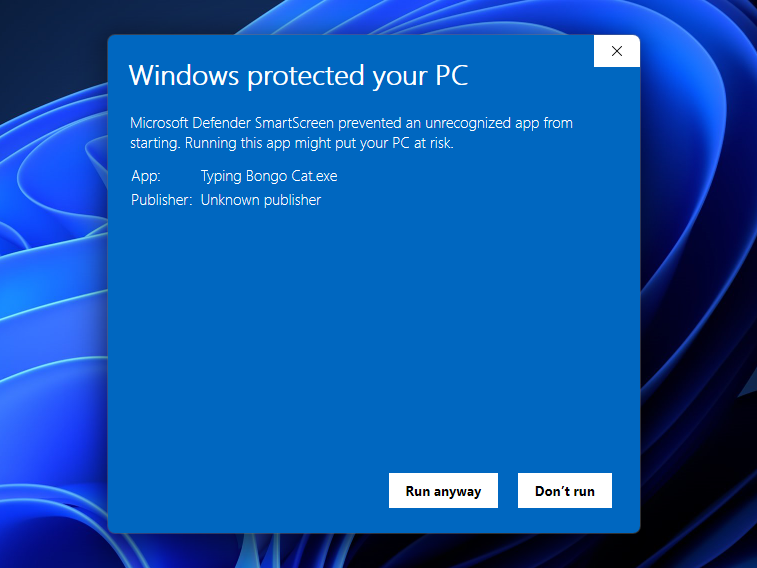 Windows protected your PC
Microsoft Defender SmartScreen prevented an unrecognized app from
starting. Running this app might put your PC at risk.
App: Typing Bongo Cat.exe
Publisher: Unknown publisher
Run anyway Don’t run